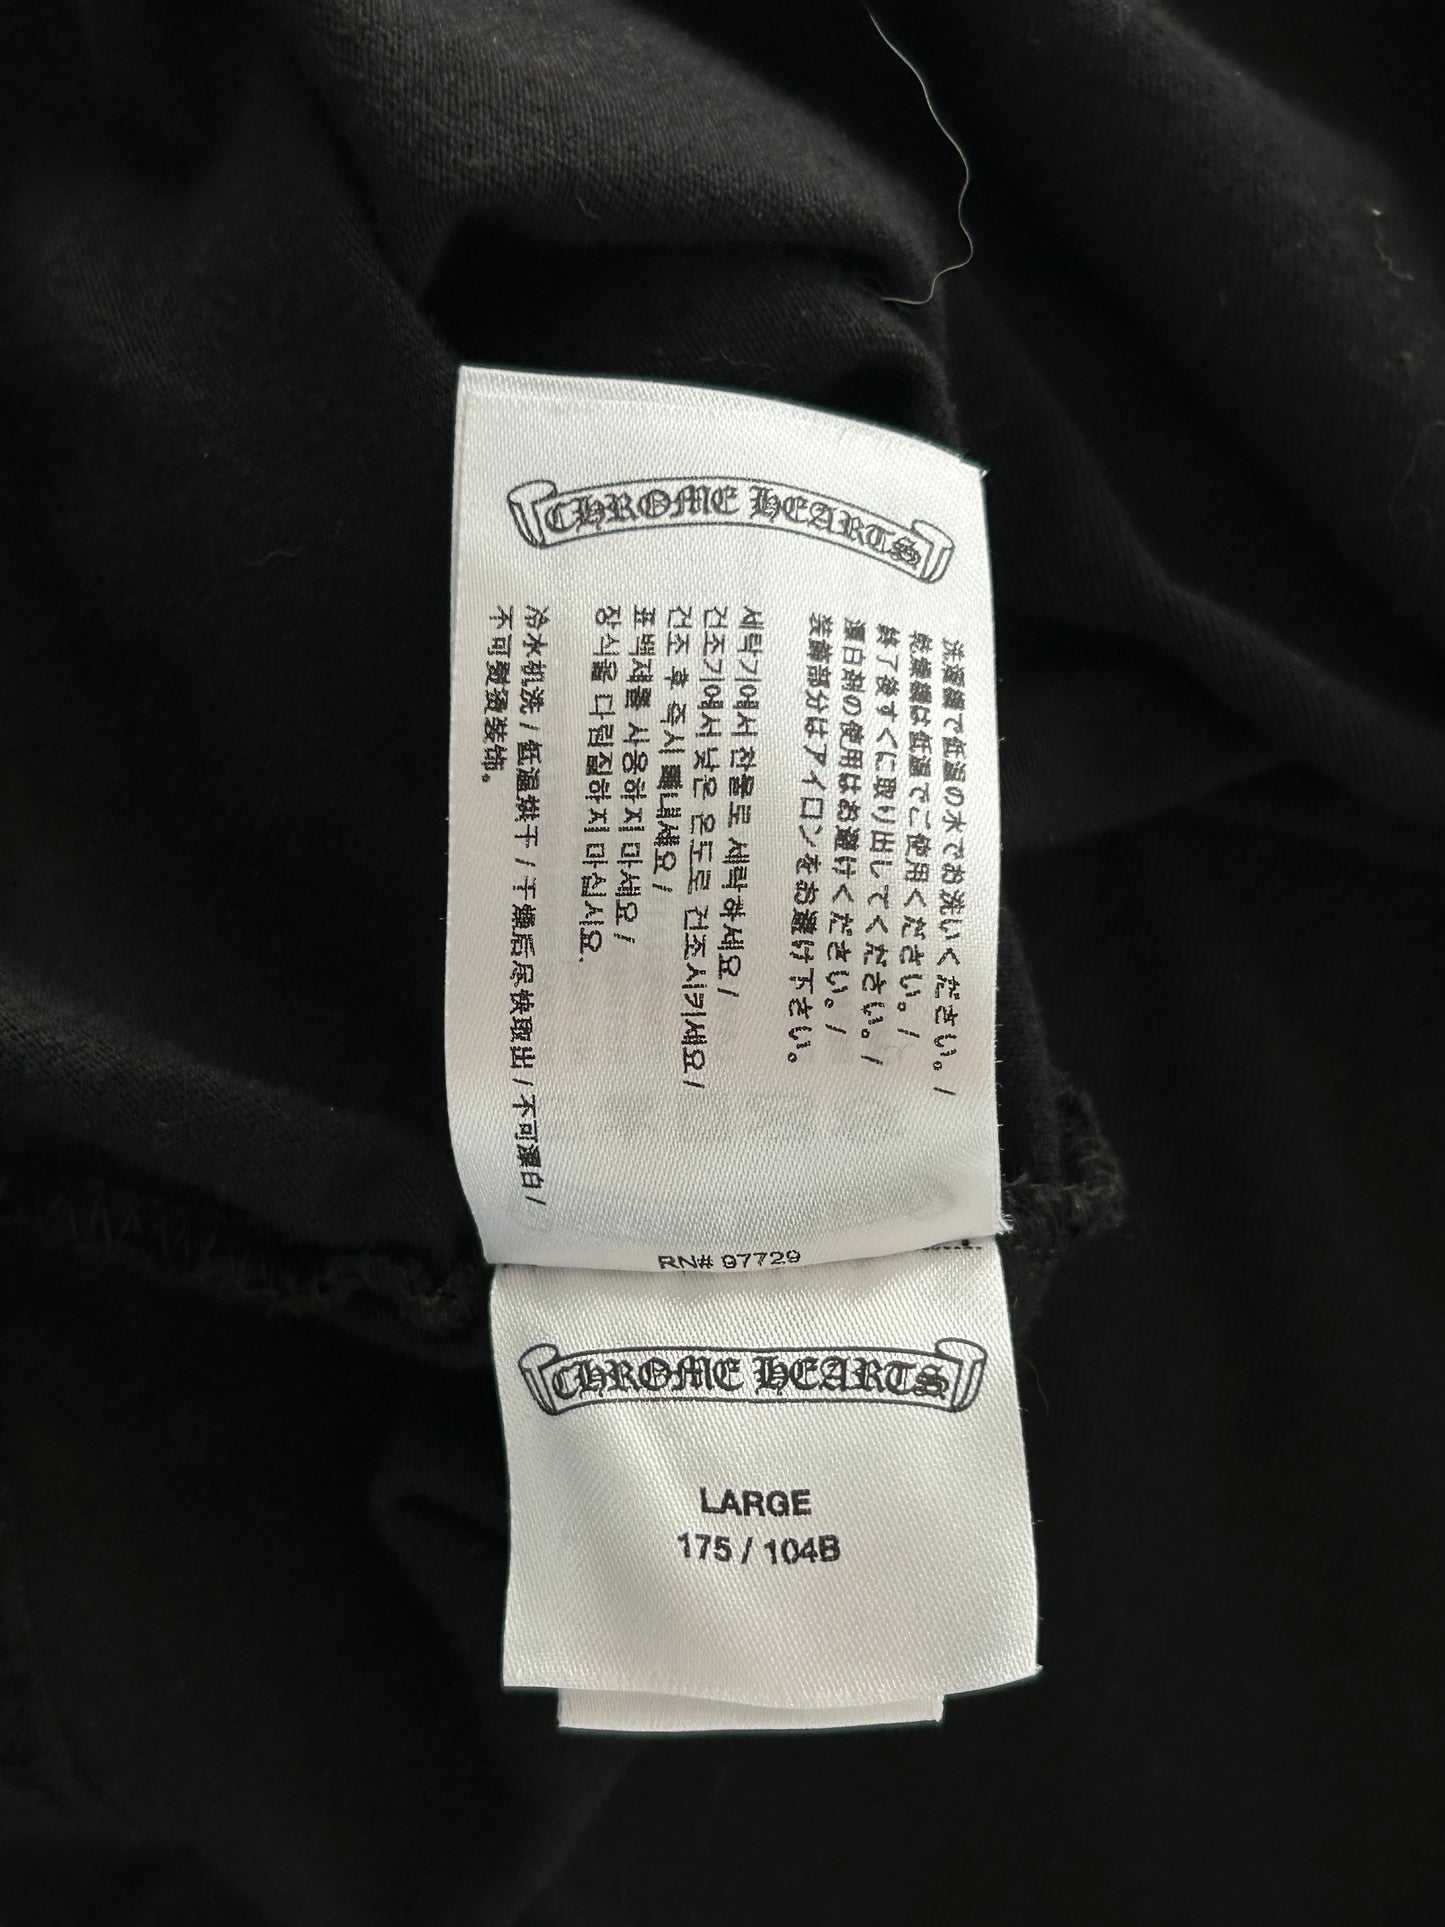 CHROME HEARTS
洗濯機で低温の水でお洗いください。/
乾燥機は低温でご使用ください。/
終了後すぐに取り出してください。/
漂白剤の使用はお避けください。/
装飾部分はアイロンをお避け下さい。
세탁기에서 찬물로 세탁하세요/
건조기에서 낮은 온도로 건조시키세요/
건조 후 즉시 빼내세요/
표백제를 사용하지 마세요/
장식을 다림질하지 마십시요.
冷水机洗 / 低温烘干 / 干燥后尽快取出 / 不可漂白 /
不可熨烫装饰。
RN# 97729
CHROME HEARTS
LARGE
175 / 104B